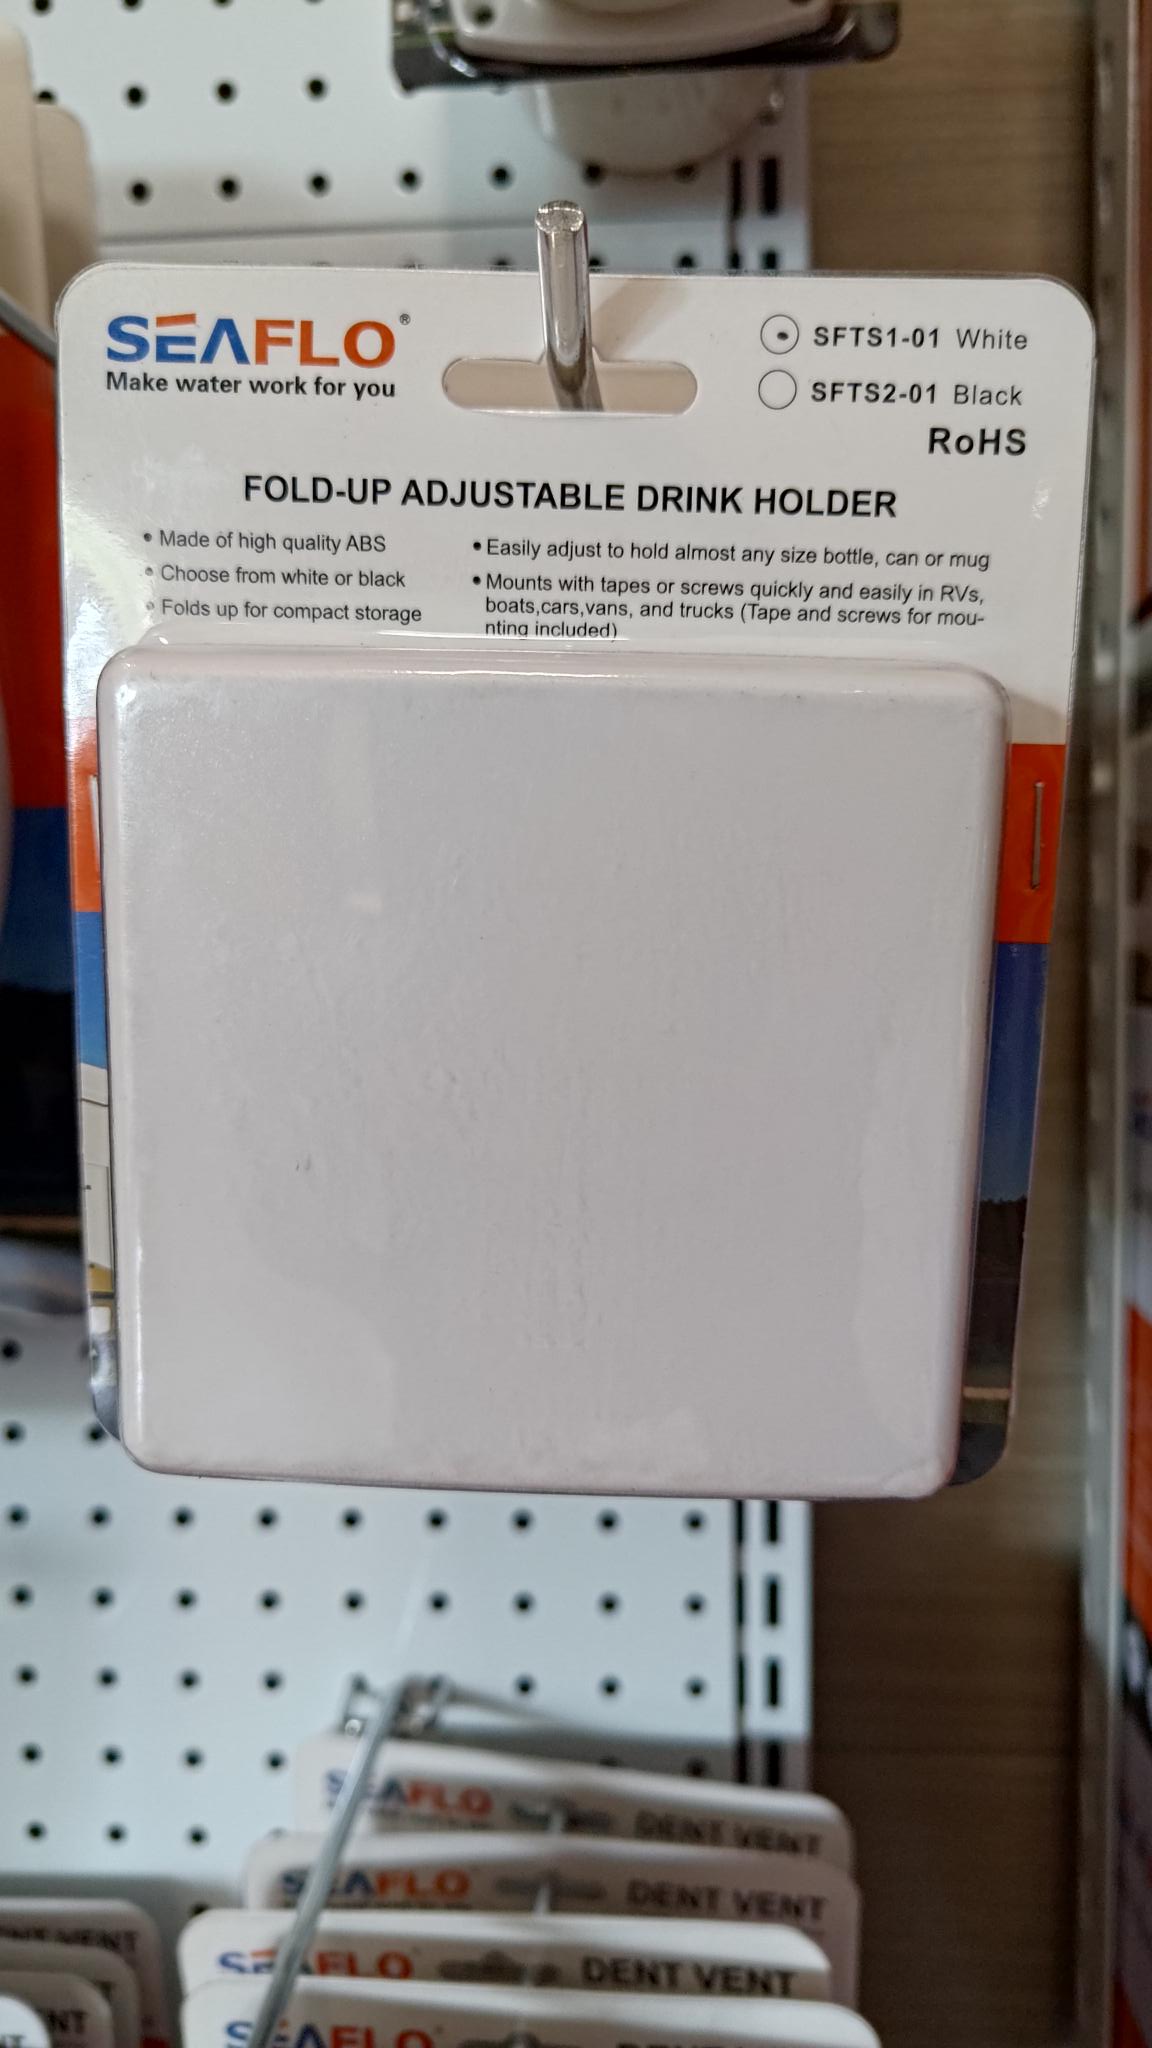 SEAFLO®
Make water work for you
SFTS1-01 White
SFTS2-01 Black
RoHS
FOLD-UP ADJUSTABLE DRINK HOLDER
• Made of high quality ABS
• Choose from white or black
• Folds up for compact storage
• Easily adjust to hold almost any size bottle, can or mug
• Mounts with tapes or screws quickly and easily in RVs,
boats,cars,vans, and trucks (Tape and screws for mou-
nting included)
SEAFLO DENT VENT
SEAFLO DENT VENT
SEAFLO DENT VENT
SEAFLO